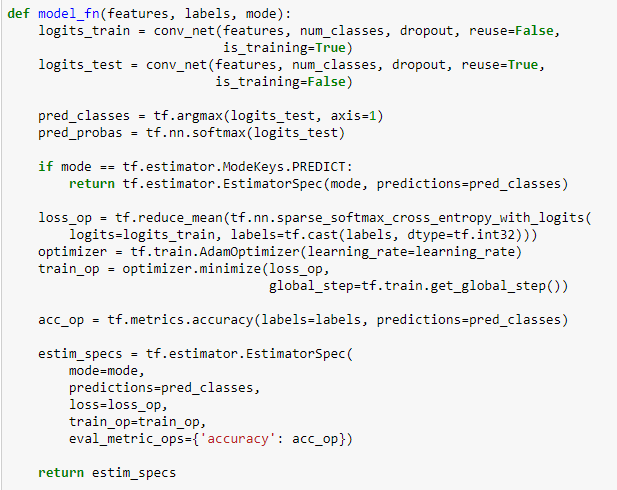 def model_fn(features, labels, mode):
    logits_train = conv_net(features, num_classes, dropout, reuse=False,
                            is_training=True)
    logits_test = conv_net(features, num_classes, dropout, reuse=True,
                           is_training=False)

    pred_classes = tf.argmax(logits_test, axis=1)
    pred_probas = tf.nn.softmax(logits_test)

    if mode == tf.estimator.ModeKeys.PREDICT:
        return tf.estimator.EstimatorSpec(mode, predictions=pred_classes)

    loss_op = tf.reduce_mean(tf.nn.sparse_softmax_cross_entropy_with_logits(
        logits=logits_train, labels=tf.cast(labels, dtype=tf.int32)))
    optimizer = tf.train.AdamOptimizer(learning_rate=learning_rate)
    train_op = optimizer.minimize(loss_op,
                                  global_step=tf.train.get_global_step())

    acc_op = tf.metrics.accuracy(labels=labels, predictions=pred_classes)

    estim_specs = tf.estimator.EstimatorSpec(
        mode=mode,
        predictions=pred_classes,
        loss=loss_op,
        train_op=train_op,
        eval_metric_ops={'accuracy': acc_op})

    return estim_specs